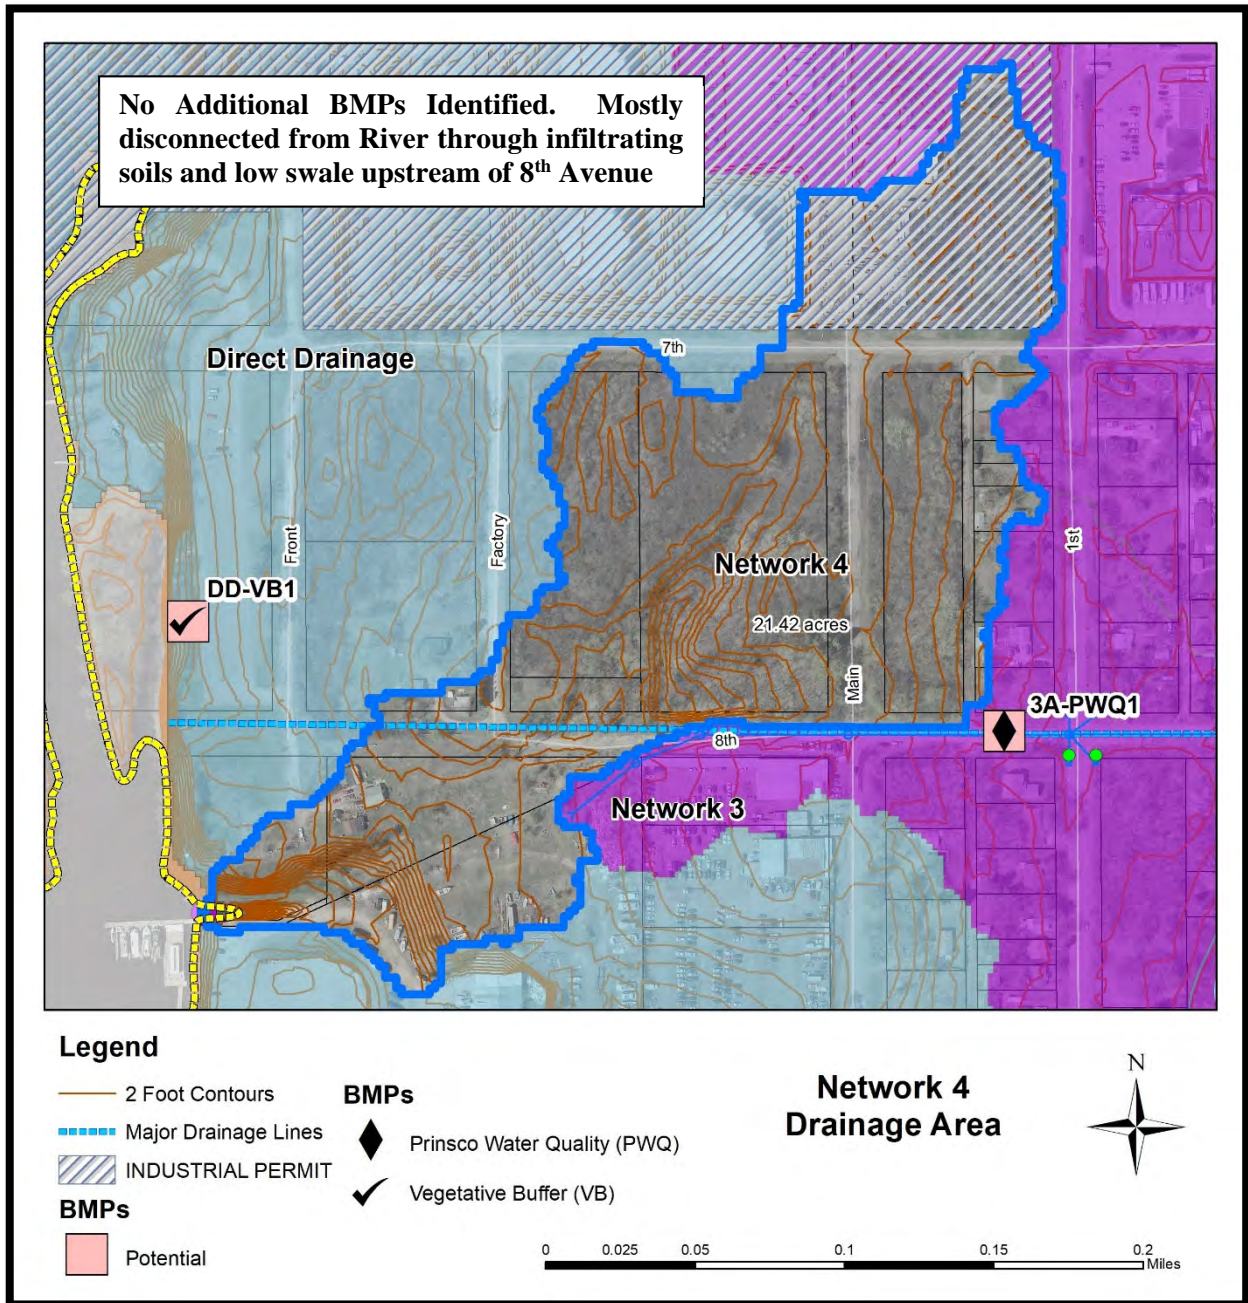 No Additional BMPs Identified. Mostly
disconnected from River through infiltrating
soils and low swale upstream of 8th Avenue
Direct Drainage
7th
Front
Factory
Network 4
21.42 acres
Main
1st
DD-VB1
3A-PWQ1
8th
Network 3
Legend
2 Foot Contours
Major Drainage Lines
INDUSTRIAL PERMIT
BMPs
Potential
BMPs
Prinsco Water Quality (PWQ)
Vegetative Buffer (VB)
Network 4
Drainage Area
N
0 0.025 0.05 0.1 0.15 0.2
Miles